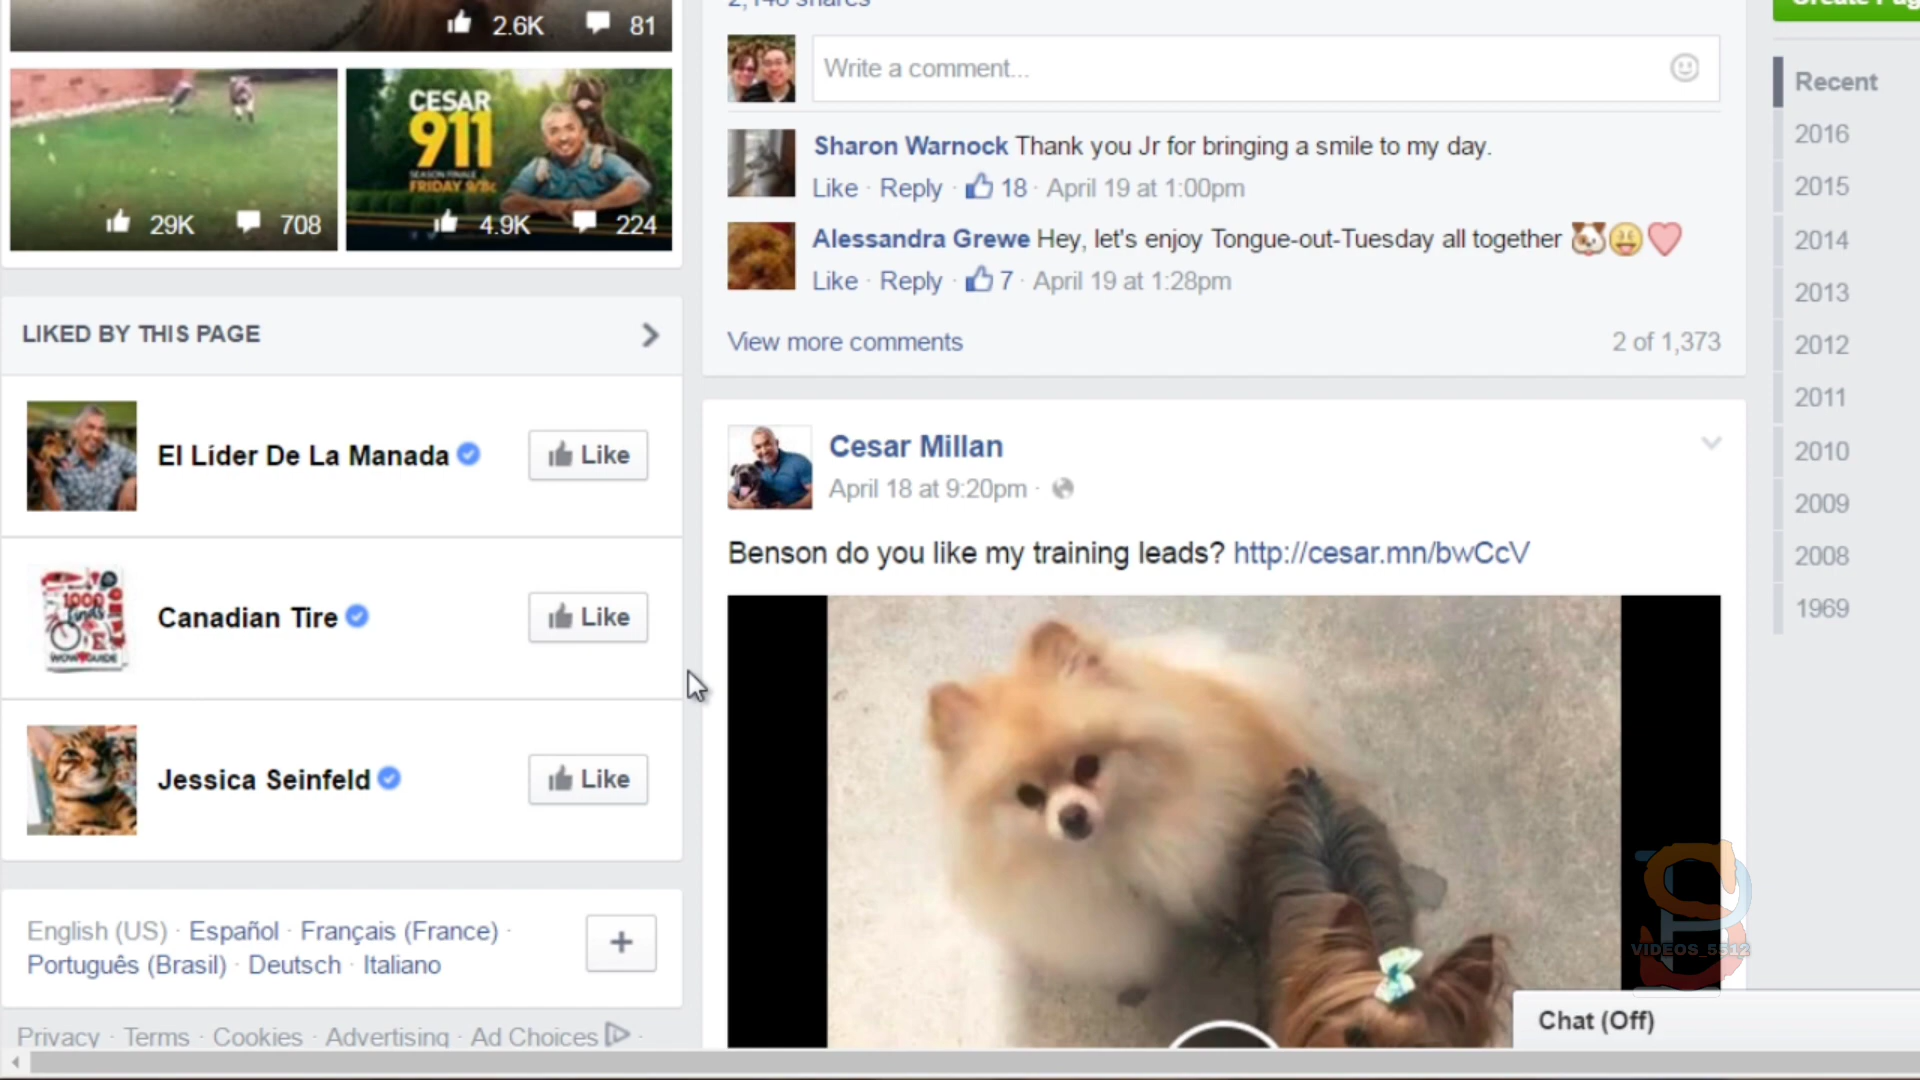 2.6K 81
CESAR
911
SEASON FINALE
FRIDAY 9/8c
29K 708
4.9K 224
LIKED BY THIS PAGE
El Líder De La Manada
Like
1000
finds
WOW GUIDE
Canadian Tire
Like
Jessica Seinfeld
Like
English (US) · Español · Français (France) ·
Português (Brasil) · Deutsch · Italiano
+
Privacy · Terms · Cookies · Advertising · Ad Choices ·
2,148 shares
Write a comment...
Sharon Warnock Thank you Jr for bringing a smile to my day.
Like · Reply · 18 · April 19 at 1:00pm
Alessandra Grewe Hey, let's enjoy Tongue-out-Tuesday all together
Like · Reply · 7 · April 19 at 1:28pm
View more comments
2 of 1,373
Cesar Millan
April 18 at 9:20pm ·
Benson do you like my training leads? http://cesar.mn/bwCcV
VIDEOS_5512
Chat (Off)
Recent
2016
2015
2014
2013
2012
2011
2010
2009
2008
1969